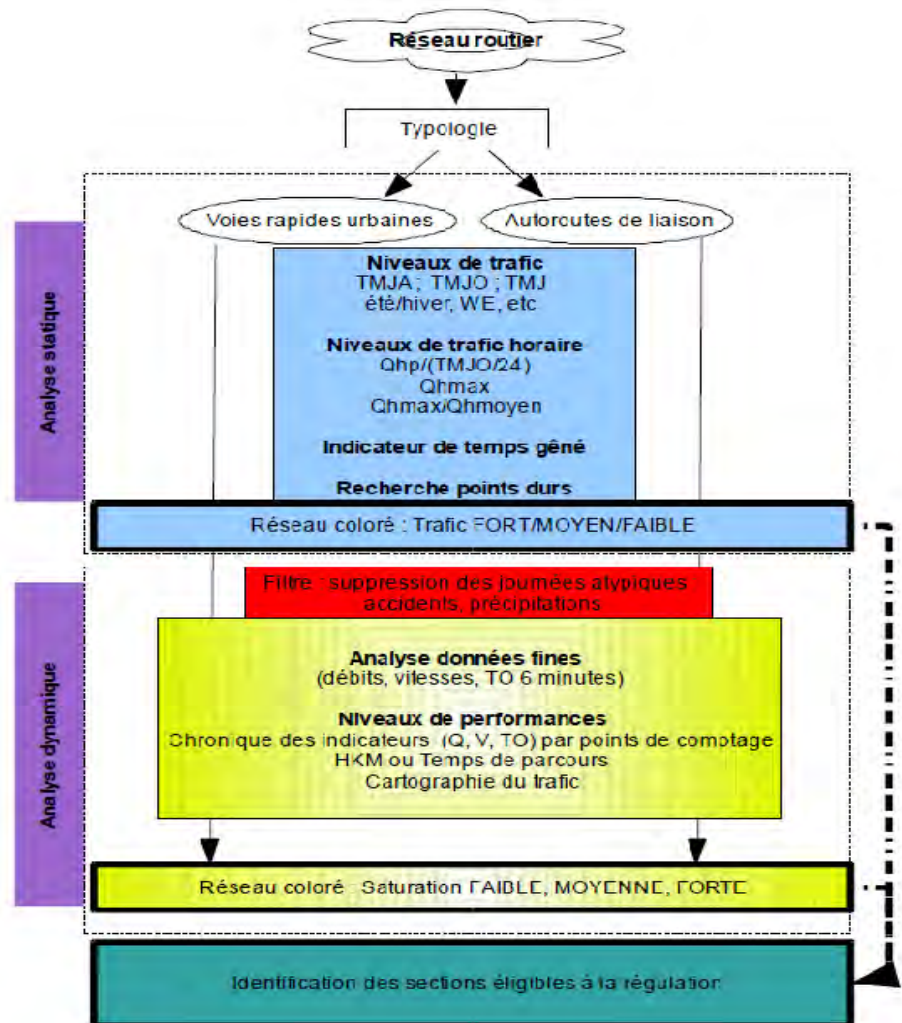 Réseau routier
Typologie
Voies rapides urbaines
Autoroutes de liaison
Analyse statique
Niveaux de trafic
TMJA ; TMJO ; TMJ
été/hiver, WE, etc
Niveaux de trafic horaire
Qhp/(TMJO/24)
Qhmax
Qhmax/Qhmoyen
Indicateur de temps gêné
Recherche points durs
Réseau coloré : Trafic FORT/MOYEN/FAIBLE
Analyse dynamique
Filtre : suppression des journées atypiques
accidents, précipitations
Analyse données fines
(débits, vitesses, TO 6 minutes)
Niveaux de performances
Chronique des indicateurs (Q, V, TO) par points de comptage
HKM ou Temps de parcours
Cartographie du trafic
Réseau coloré : Saturation FAIBLE, MOYENNE, FORTE
Identification des sections éligibles à la régulation